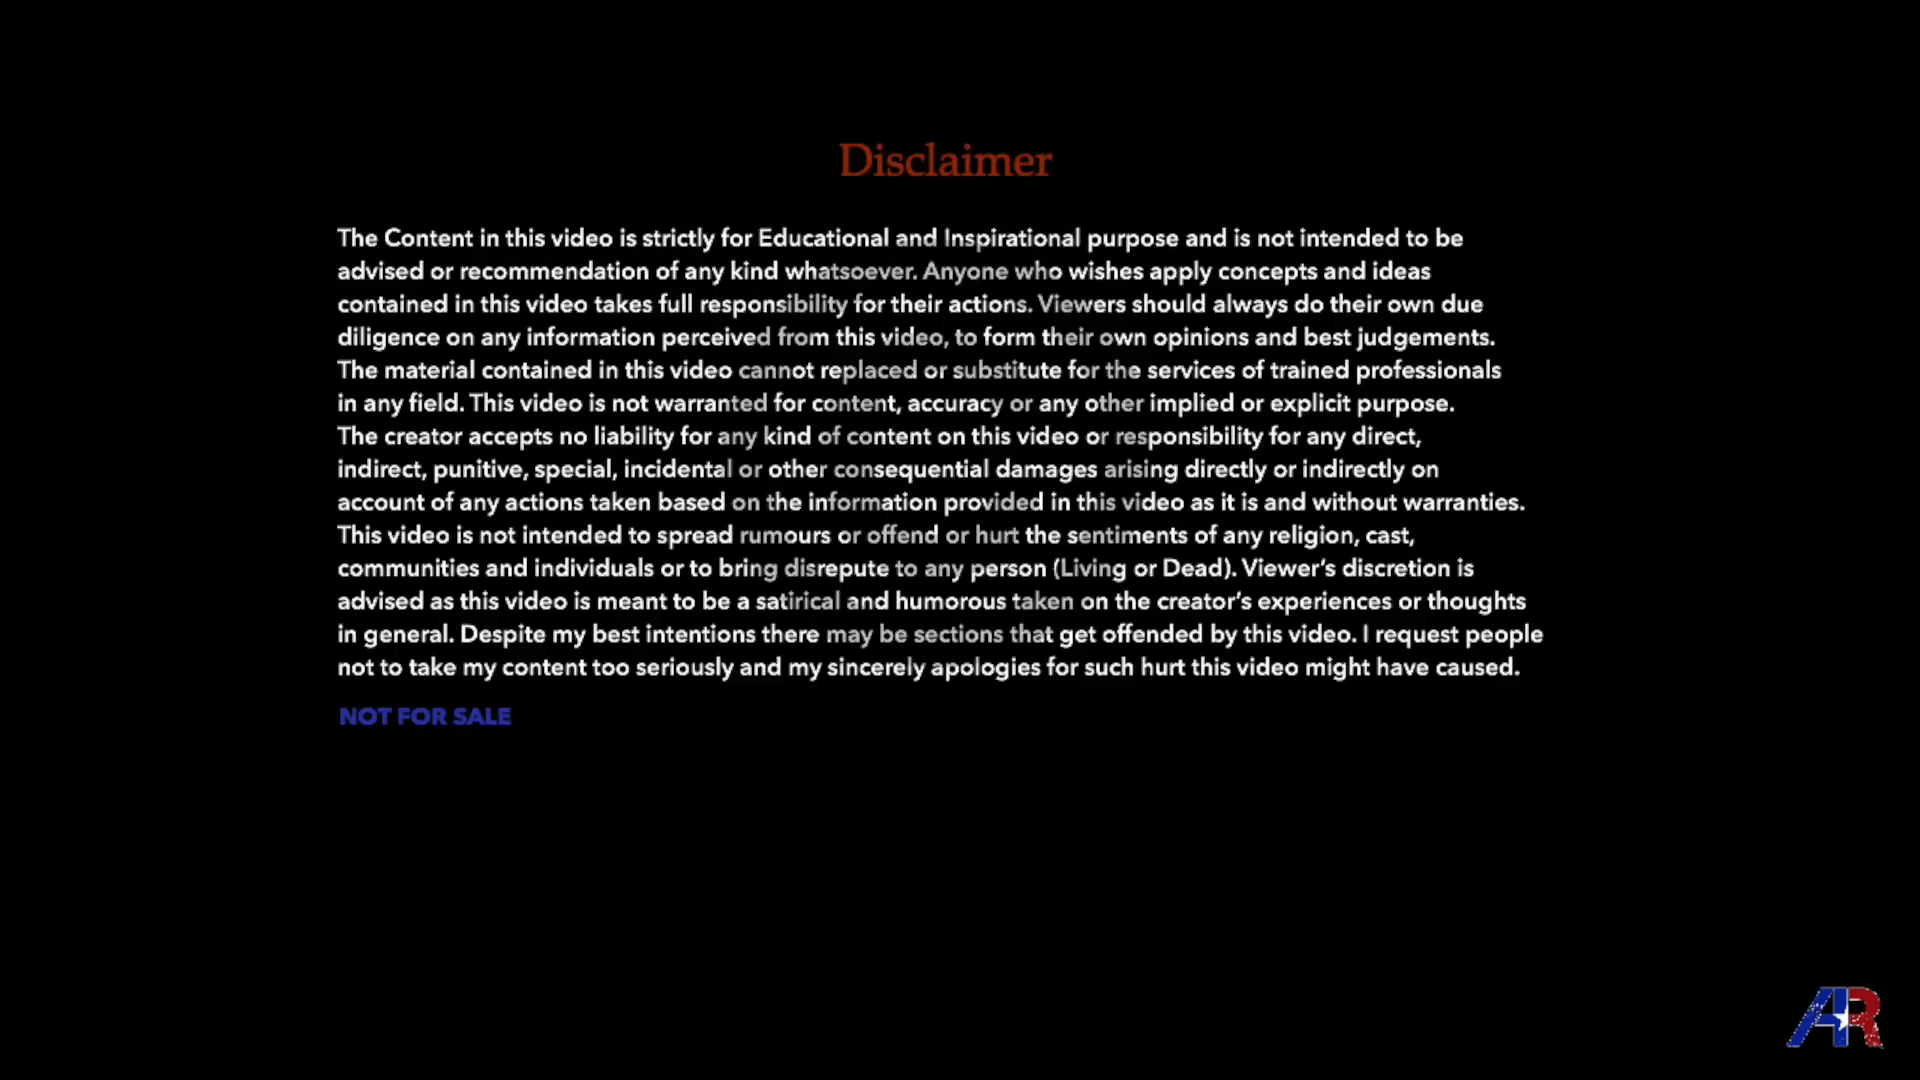 Disclaimer
The Content in this video is strictly for Educational and Inspirational purpose and is not intended to be
advised or recommendation of any kind whatsoever. Anyone who wishes apply concepts and ideas
contained in this video takes full responsibility for their actions. Viewers should always do their own due
diligence on any information perceived from this video, to form their own opinions and best judgements.
The material contained in this video cannot replaced or substitute for the services of trained professionals
in any field. This video is not warranted for content, accuracy or any other implied or explicit purpose.
The creator accepts no liability for any kind of content on this video or responsibility for any direct,
indirect, punitive, special, incidental or other consequential damages arising directly or indirectly on
account of any actions taken based on the information provided in this video as it is and without warranties.
This video is not intended to spread rumours or offend or hurt the sentiments of any religion, cast,
communities and individuals or to bring disrepute to any person (Living or Dead). Viewer’s discretion is
advised as this video is meant to be a satirical and humorous taken on the creator’s experiences or thoughts
in general. Despite my best intentions there may be sections that get offended by this video. I request people
not to take my content too seriously and my sincerely apologies for such hurt this video might have caused.
NOT FOR SALE
AR